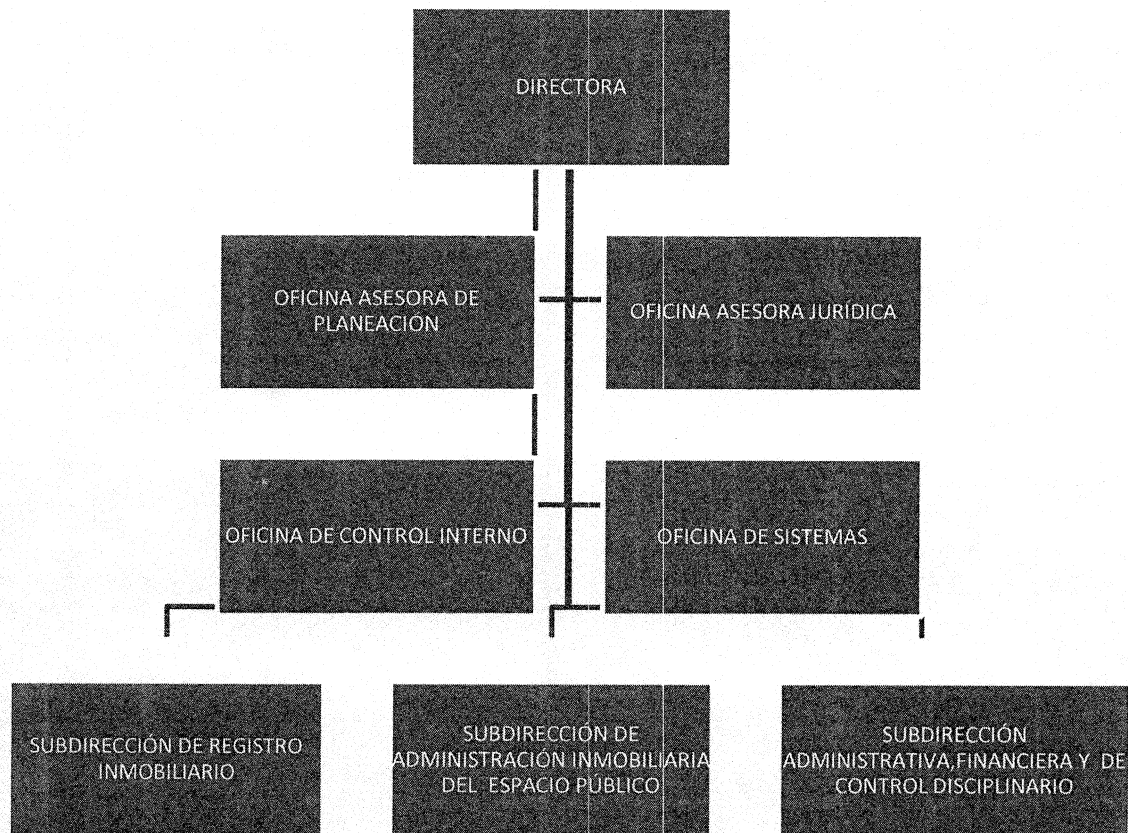 DIRECTORA
OFICINA ASESORA DE
PLANEACIÓN
OFICINA ASESORA JURÍDICA
OFICINA DE CONTROL INTERNO
OFICINA DE SISTEMAS
SUBDIRECCIÓN DE REGISTRO
INMOBILIARIO
SUBDIRECCIÓN DE
ADMINISTRACIÓN INMOBILIARIA
DEL ESPACIO PÚBLICO
SUBDIRECCIÓN
ADMINISTRATIVA,FINANCIERA Y DE
CONTROL DISCIPLINARIO